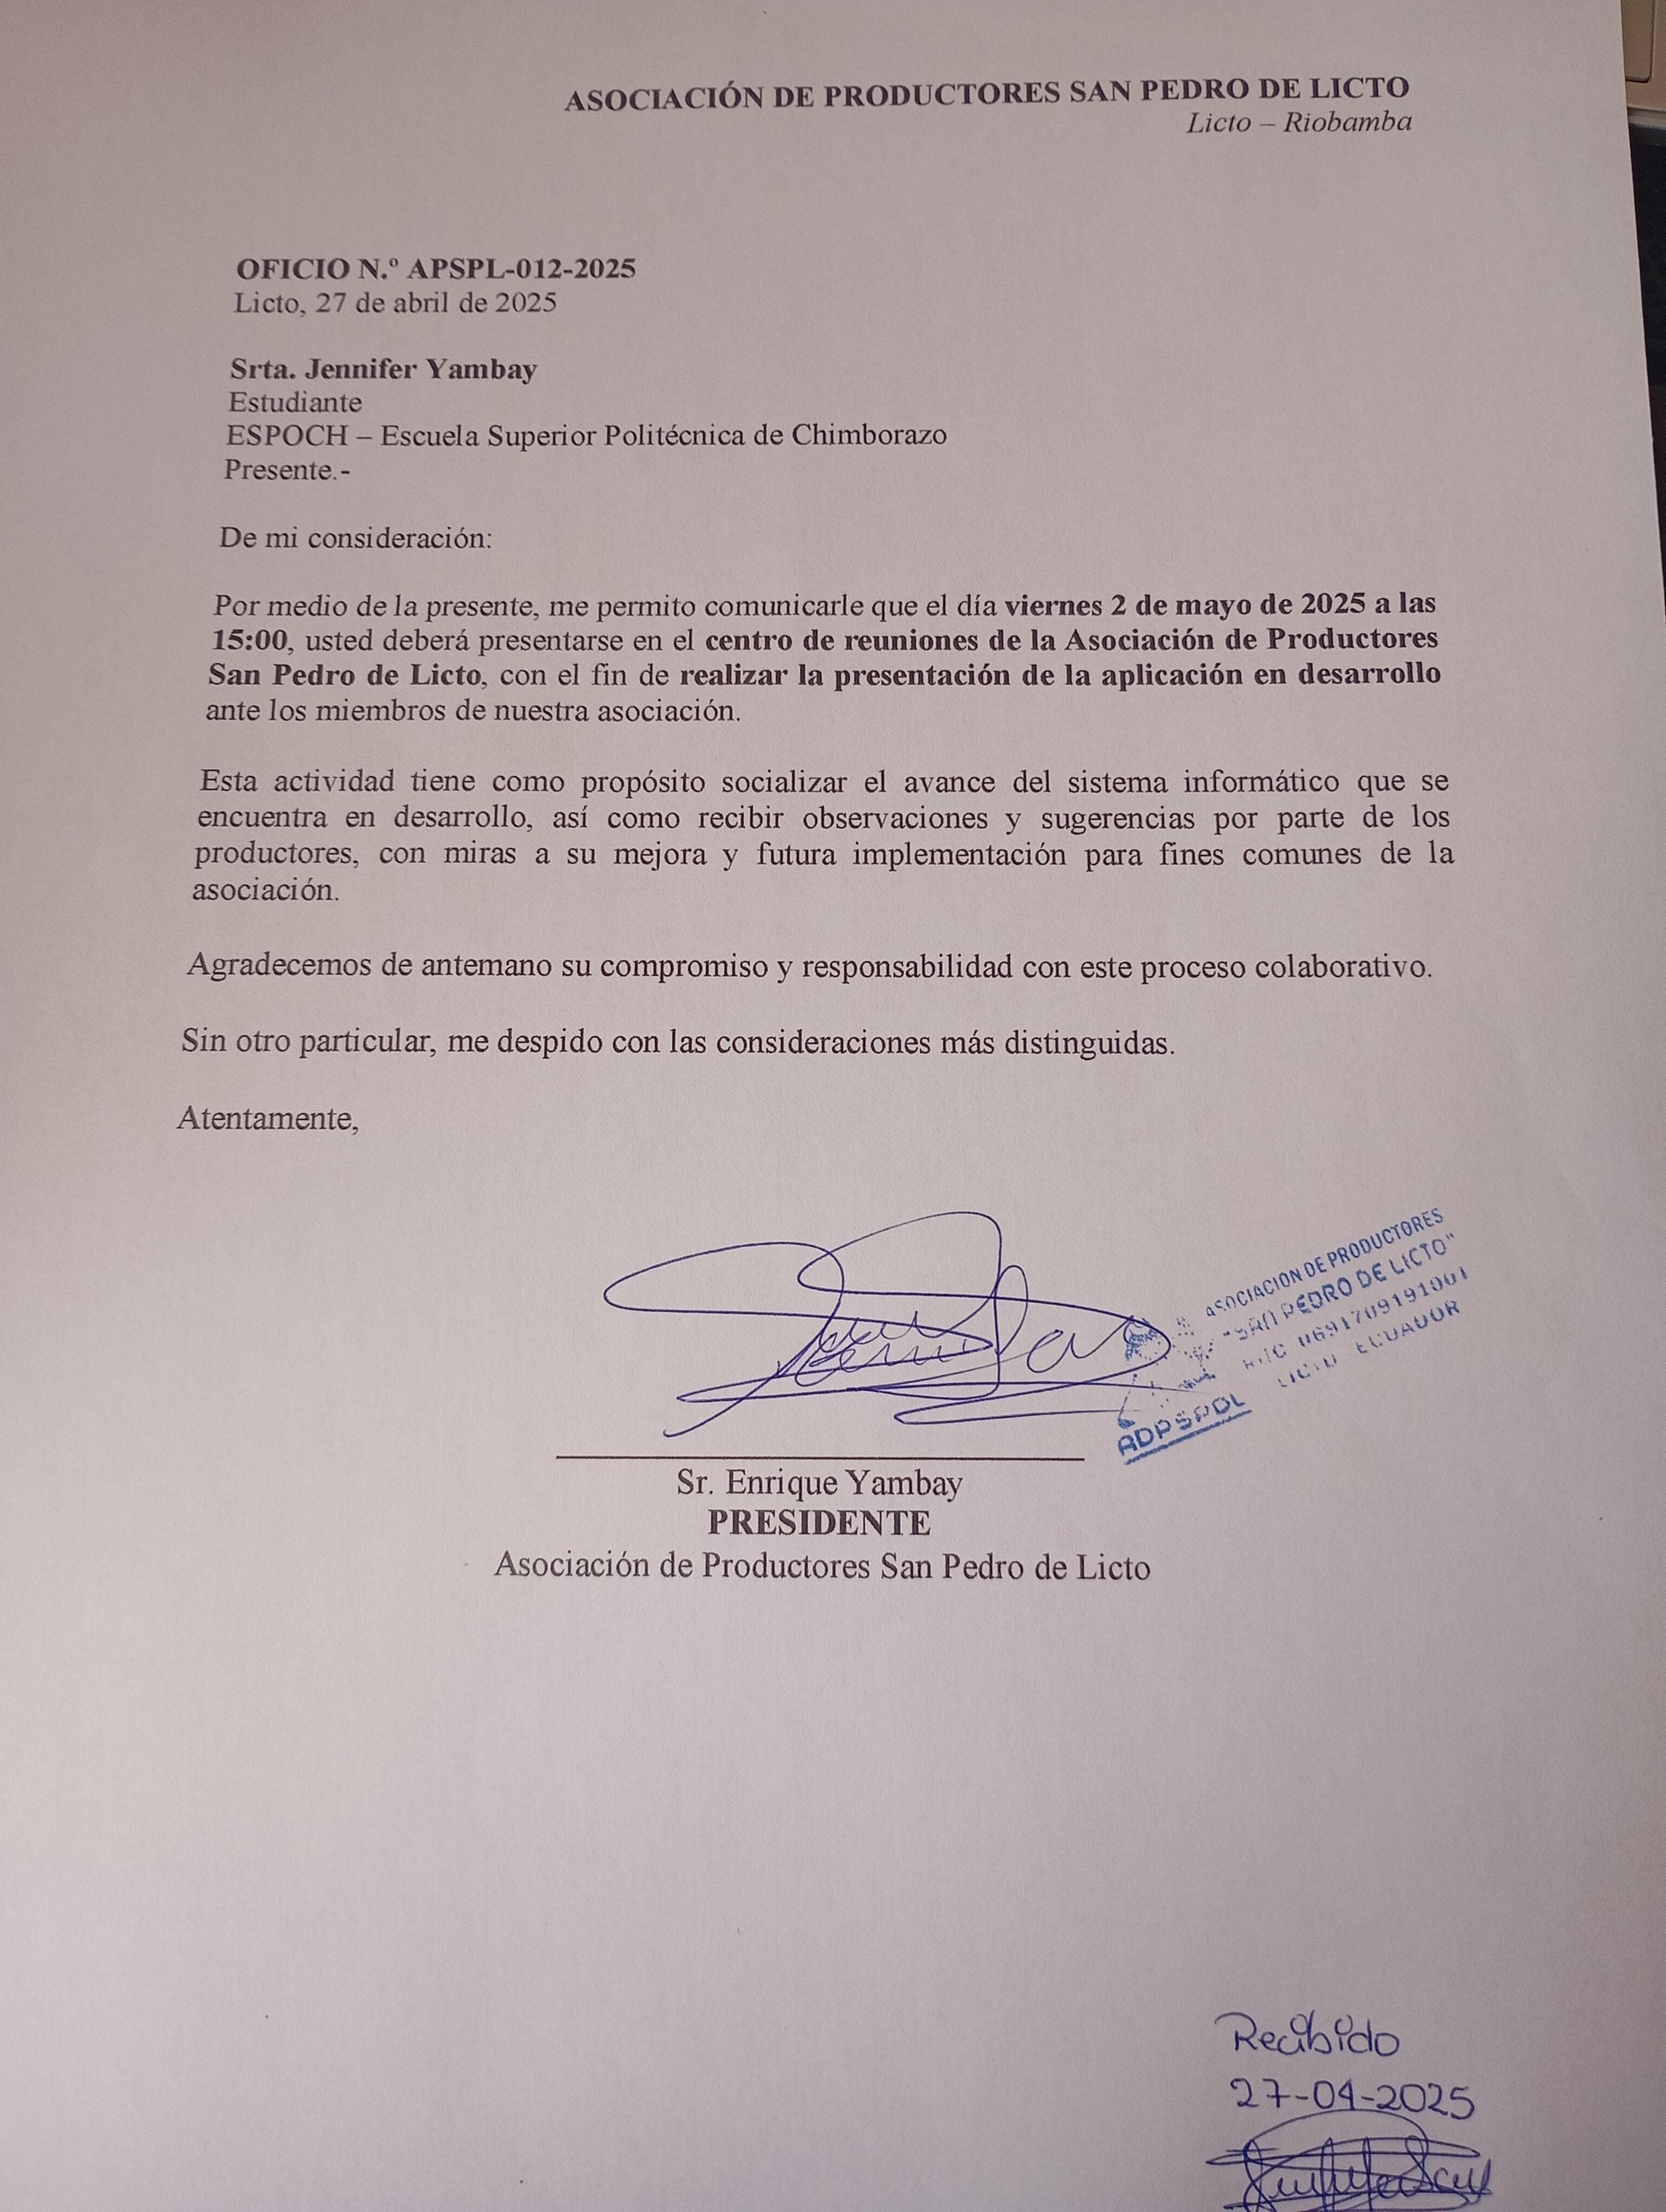 ASOCIACIÓN DE PRODUCTORES SAN PEDRO DE LICTO
Licto – Riobamba
OFICIO N.º APSPL-012-2025
Licto, 27 de abril de 2025
Srta. Jennifer Yambay
Estudiante
ESPOCH – Escuela Superior Politécnica de Chimborazo
Presente.-
De mi consideración:
Por medio de la presente, me permito comunicarle que el día viernes 2 de mayo de 2025 a las
15:00, usted deberá presentarse en el centro de reuniones de la Asociación de Productores
San Pedro de Licto, con el fin de realizar la presentación de la aplicación en desarrollo
ante los miembros de nuestra asociación.
Esta actividad tiene como propósito socializar el avance del sistema informático que se
encuentra en desarrollo, así como recibir observaciones y sugerencias por parte de los
productores, con miras a su mejora y futura implementación para fines comunes de la
asociación.
Agradecemos de antemano su compromiso y responsabilidad con este proceso colaborativo.
Sin otro particular, me despido con las consideraciones más distinguidas.
Atentamente,
ASOCIACION DE PRODUCTORES
"SAN PEDRO DE LICTO"
RUC 0691709191001
LICTO ECUADOR
ADPSPDL
Sr. Enrique Yambay
PRESIDENTE
Asociación de Productores San Pedro de Licto
Recibido
27-04-2025